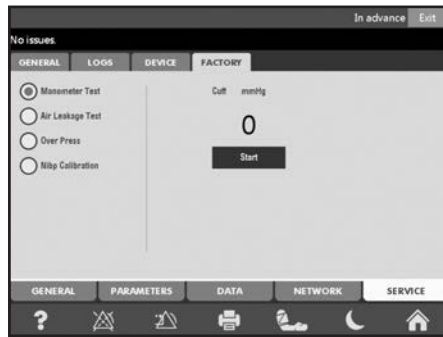 In advance Exit
No issues.
GENERAL LOGS DEVICE FACTORY
Monometer Test
Cuff mmHg
Air Leakage Test
0
Over Press
Start
Nibp Calibration
GENERAL PARAMETERS DATA NETWORK SERVICE
?